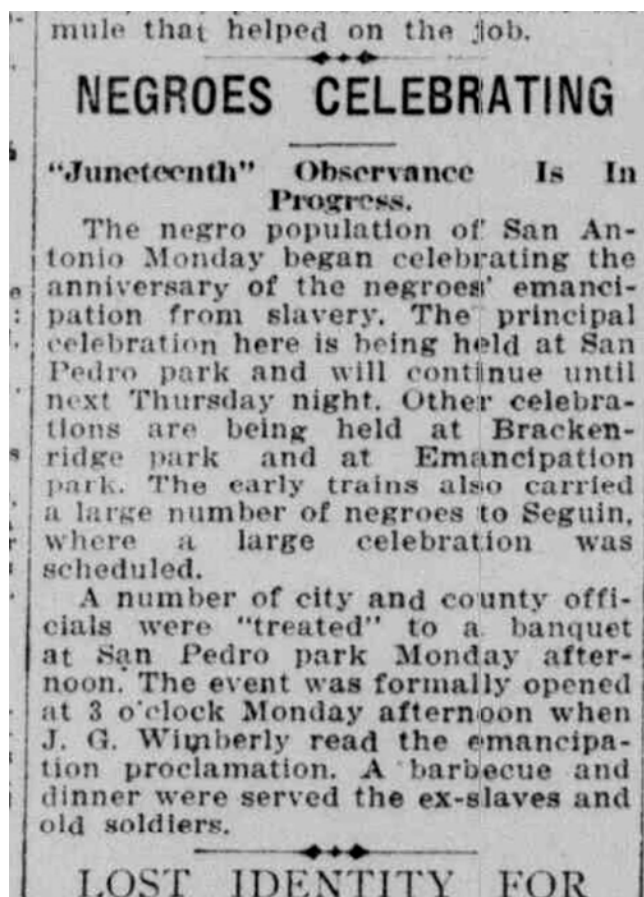 mule that helped on the job.
NEGROES CELEBRATING
"Juneteenth" Observance Is In
Progress.
The negro population of San An-
tonio Monday began celebrating the
anniversary of the negroes' emanci-
pation from slavery. The principal
celebration here is being held at San
Pedro park and will continue until
next Thursday night. Other celebra-
tions are being held at Bracken-
ridge park and at Emancipation
park. The early trains also carried
a large number of negroes to Seguin,
where a large celebration was
scheduled.
A number of city and county offi-
cials were "treated" to a banquet
at San Pedro park Monday after-
noon. The event was formally opened
at 3 o'clock Monday afternoon when
J. G. Wimberly read the emancipa-
tion proclamation. A barbecue and
dinner were served the ex-slaves and
old soldiers.
LOST IDENTITY FOR